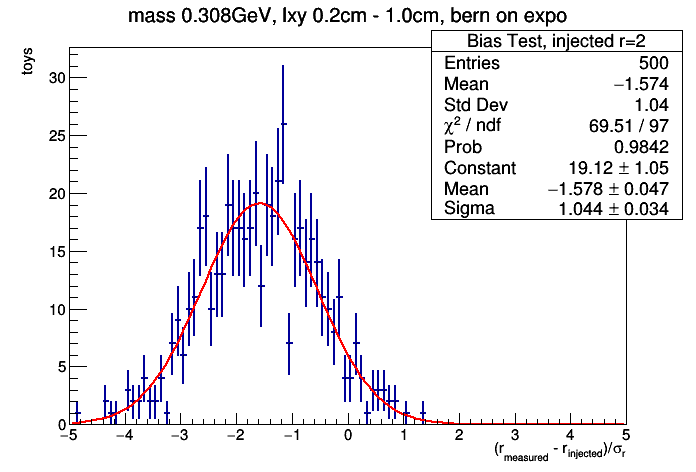 mass 0.308GeV, lxy 0.2cm - 1.0cm, bern on expo
toys
Bias Test, injected r=2
Entries 500
Mean −1.574
Std Dev 1.04
χ² / ndf 69.51 / 97
Prob 0.9842
Constant 19.12 ± 1.05
Mean −1.578 ± 0.047
Sigma 1.044 ± 0.034
30
25
20
15
10
5
0
−5 −4 −3 −2 −1 0 1 2 3 4 5
(r_measured - r_injected)/σ_r